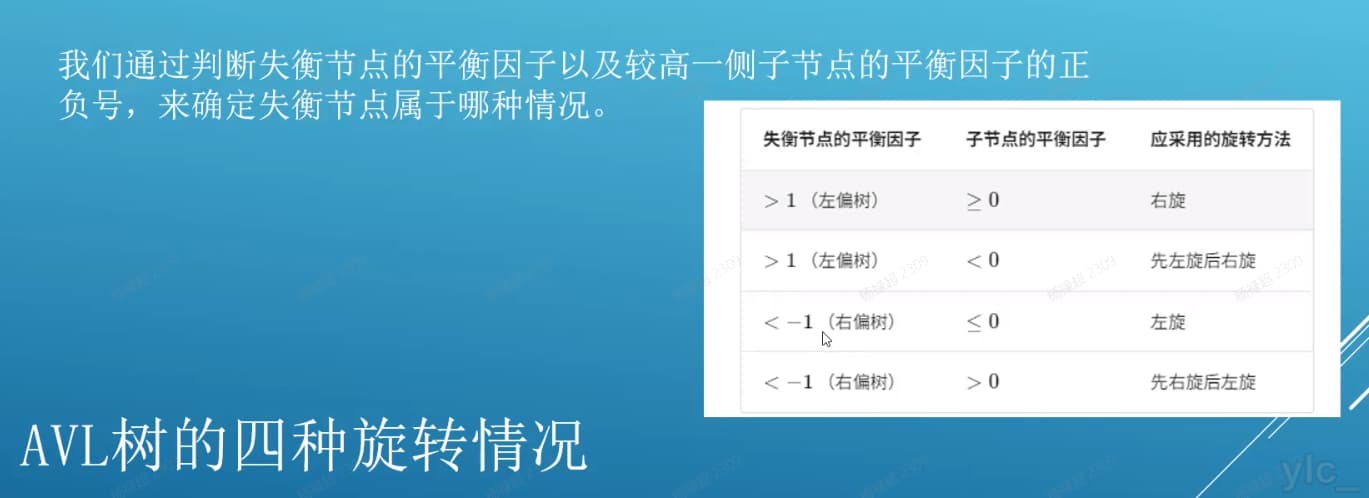 我们通过判断失衡节点的平衡因子以及较高一侧子节点的平衡因子的正
负号，来确定失衡节点属于哪种情况。
失衡节点的平衡因子 子节点的平衡因子 应采用的旋转方法
> 1（左偏树） ≥ 0 右旋
> 1（左偏树） < 0 先左旋后右旋
< −1（右偏树） ≤ 0 左旋
< −1（右偏树） > 0 先右旋后左旋
AVL树的四种旋转情况
ylc_